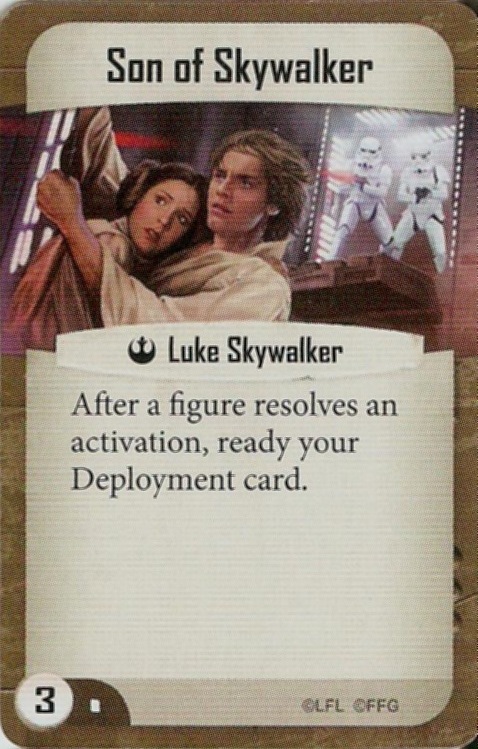 Son of Skywalker
Luke Skywalker
After a figure resolves an
activation, ready your
Deployment card.
3
©LFL ©FFG